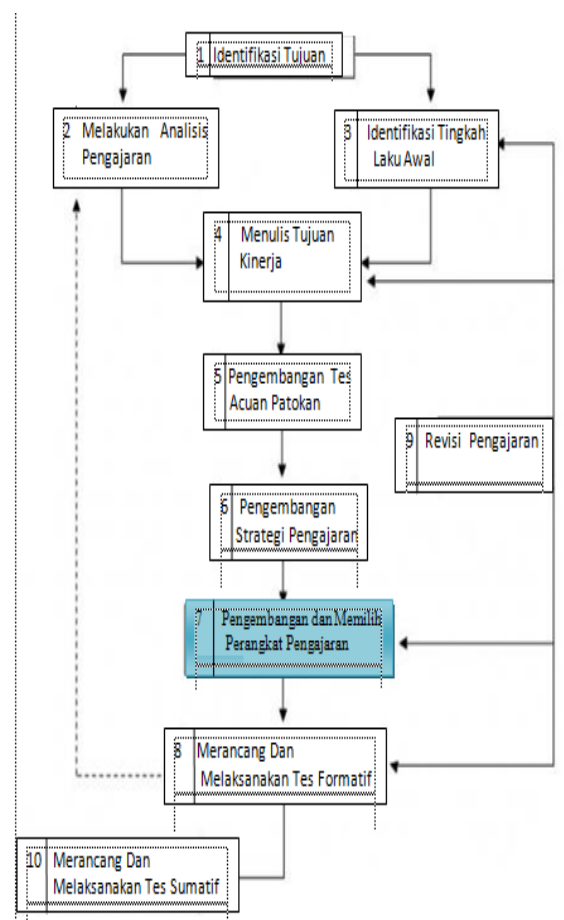 1 Identifikasi Tujuan
2 Melakukan Analisis
Pengajaran
3 Identifikasi Tingkah
Laku Awal
4 Menulis Tujuan
Kinerja
5 Pengembangan Tes
Acuan Patokan
9 Revisi Pengajaran
6 Pengembangan
Strategi Pengajaran
7 Pengembangan dan Memilih
Perangkat Pengajaran
8 Merancang Dan
Melaksanakan Tes Formatif
10 Merancang Dan
Melaksanakan Tes Sumatif